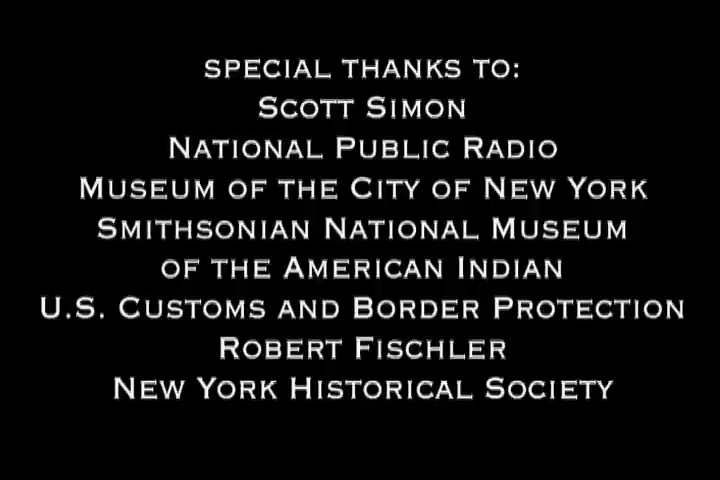 SPECIAL THANKS TO:
SCOTT SIMON
NATIONAL PUBLIC RADIO
MUSEUM OF THE CITY OF NEW YORK
SMITHSONIAN NATIONAL MUSEUM
OF THE AMERICAN INDIAN
U.S. CUSTOMS AND BORDER PROTECTION
ROBERT FISCHLER
NEW YORK HISTORICAL SOCIETY